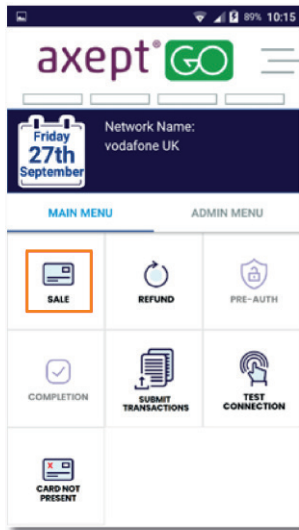 89% 10:15
axept® GO
Friday
27th
September
Network Name:
vodafone UK
MAIN MENU ADMIN MENU
SALE REFUND PRE-AUTH
COMPLETION SUBMIT
TRANSACTIONS TEST
CONNECTION
CARD NOT
PRESENT